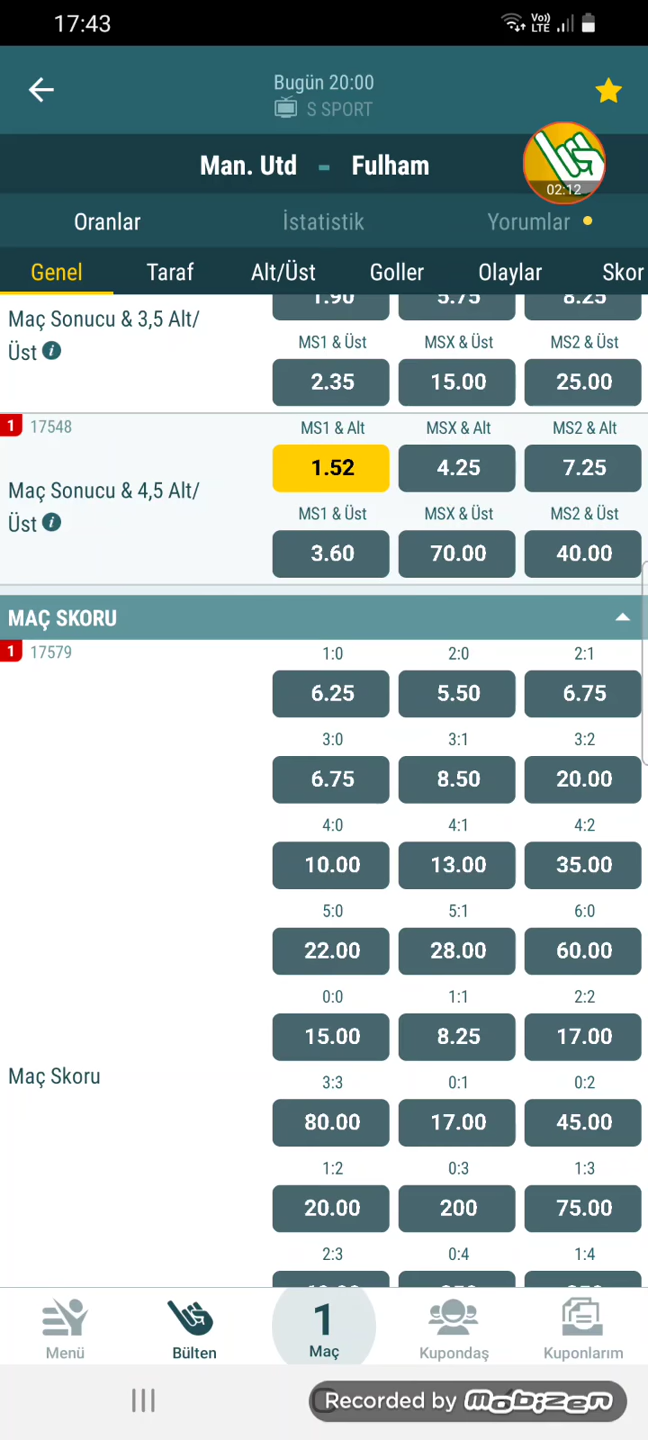 17:43
Vo)) LTE
Bugün 20:00
S SPORT
Man. Utd - Fulham
02:12
Oranlar İstatistik Yorumlar
Genel Taraf Alt/Üst Goller Olaylar Skor
1.90 5.75 8.25
Maç Sonucu & 3,5 Alt/
Üst i
MS1 & Üst MSX & Üst MS2 & Üst
2.35 15.00 25.00
1 17548
MS1 & Alt MSX & Alt MS2 & Alt
1.52 4.25 7.25
Maç Sonucu & 4,5 Alt/
Üst i
MS1 & Üst MSX & Üst MS2 & Üst
3.60 70.00 40.00
MAÇ SKORU
1 17579
1:0 2:0 2:1
6.25 5.50 6.75
3:0 3:1 3:2
6.75 8.50 20.00
4:0 4:1 4:2
10.00 13.00 35.00
5:0 5:1 6:0
22.00 28.00 60.00
0:0 1:1 2:2
15.00 8.25 17.00
Maç Skoru
3:3 0:1 0:2
80.00 17.00 45.00
1:2 0:3 1:3
20.00 200 75.00
2:3 0:4 1:4
1
Menü Bülten Maç Kupondaş Kuponlarım
Recorded by mobizen